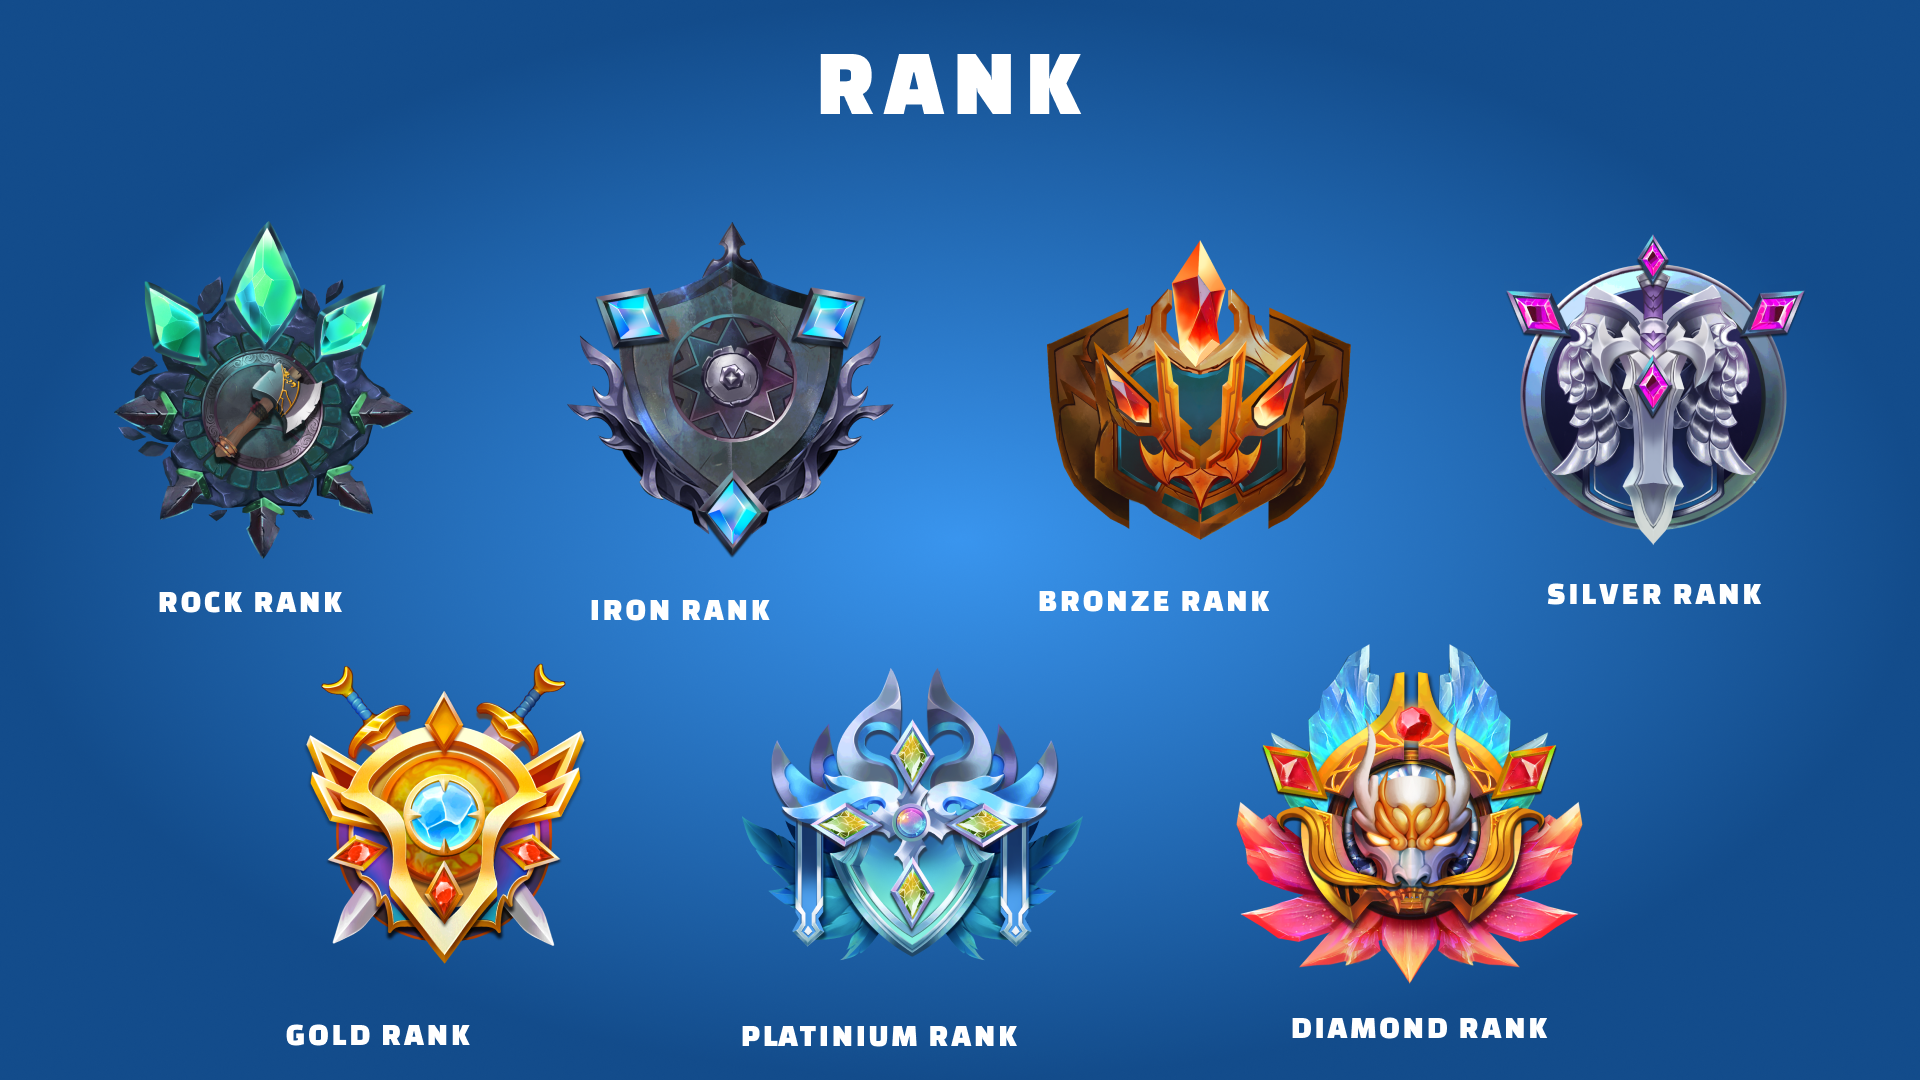 RANK
ROCK RANK
IRON RANK
BRONZE RANK
SILVER RANK
GOLD RANK
PLATINIUM RANK
DIAMOND RANK